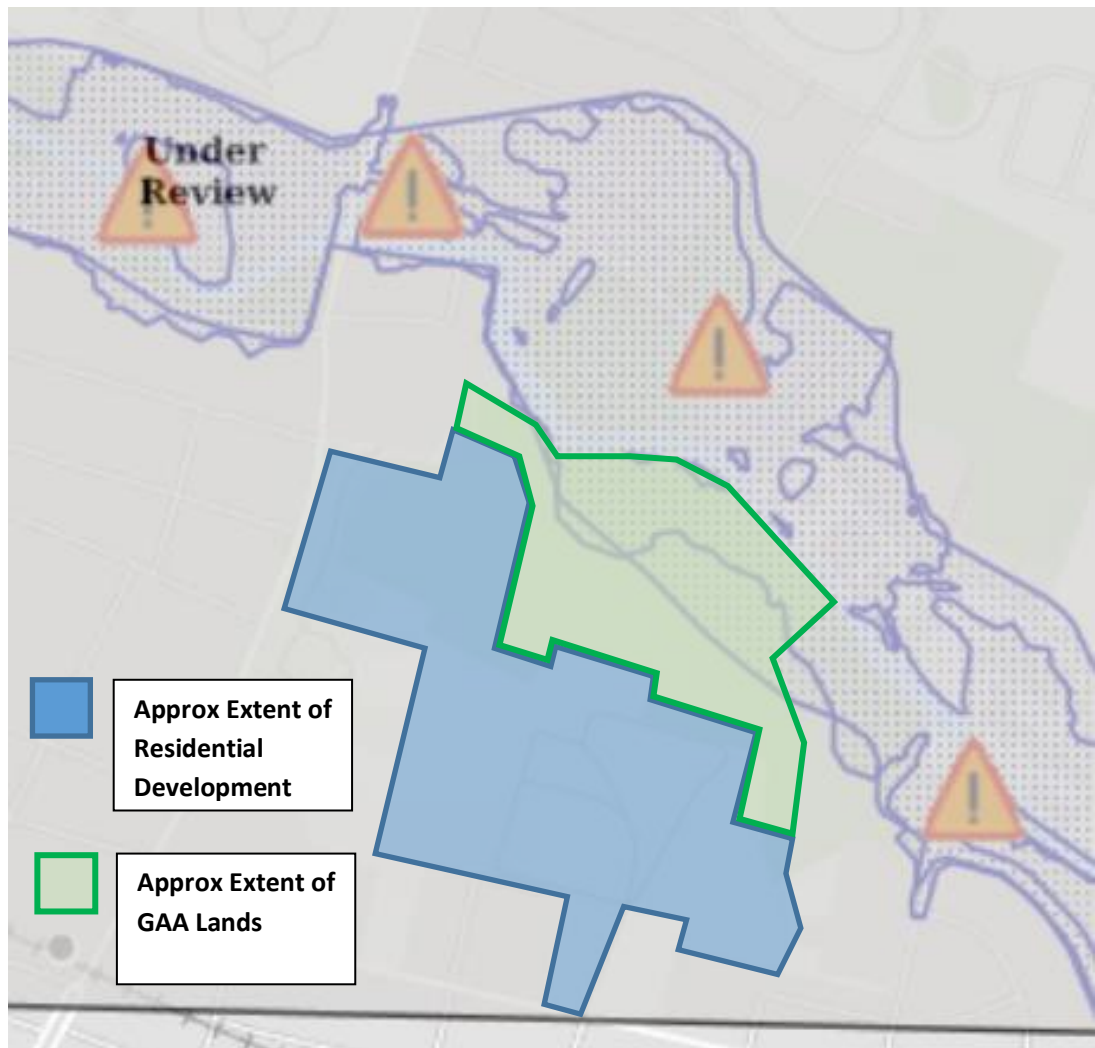 Under
Review
Approx Extent of
Residential
Development
Approx Extent of
GAA Lands